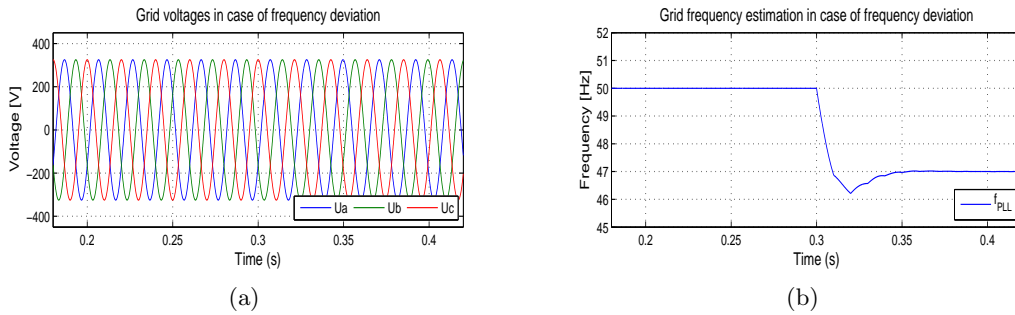 Grid voltages in case of frequency deviation
400
200
0
−200
−400
Voltage [V]
Ua Ub Uc
0.2 0.25 0.3 0.35 0.4
Time (s)
(a)
Grid frequency estimation in case of frequency deviation
52
51
50
49
48
47
46
45
Frequency [Hz]
fPLL
0.2 0.25 0.3 0.35 0.4
Time (s)
(b)